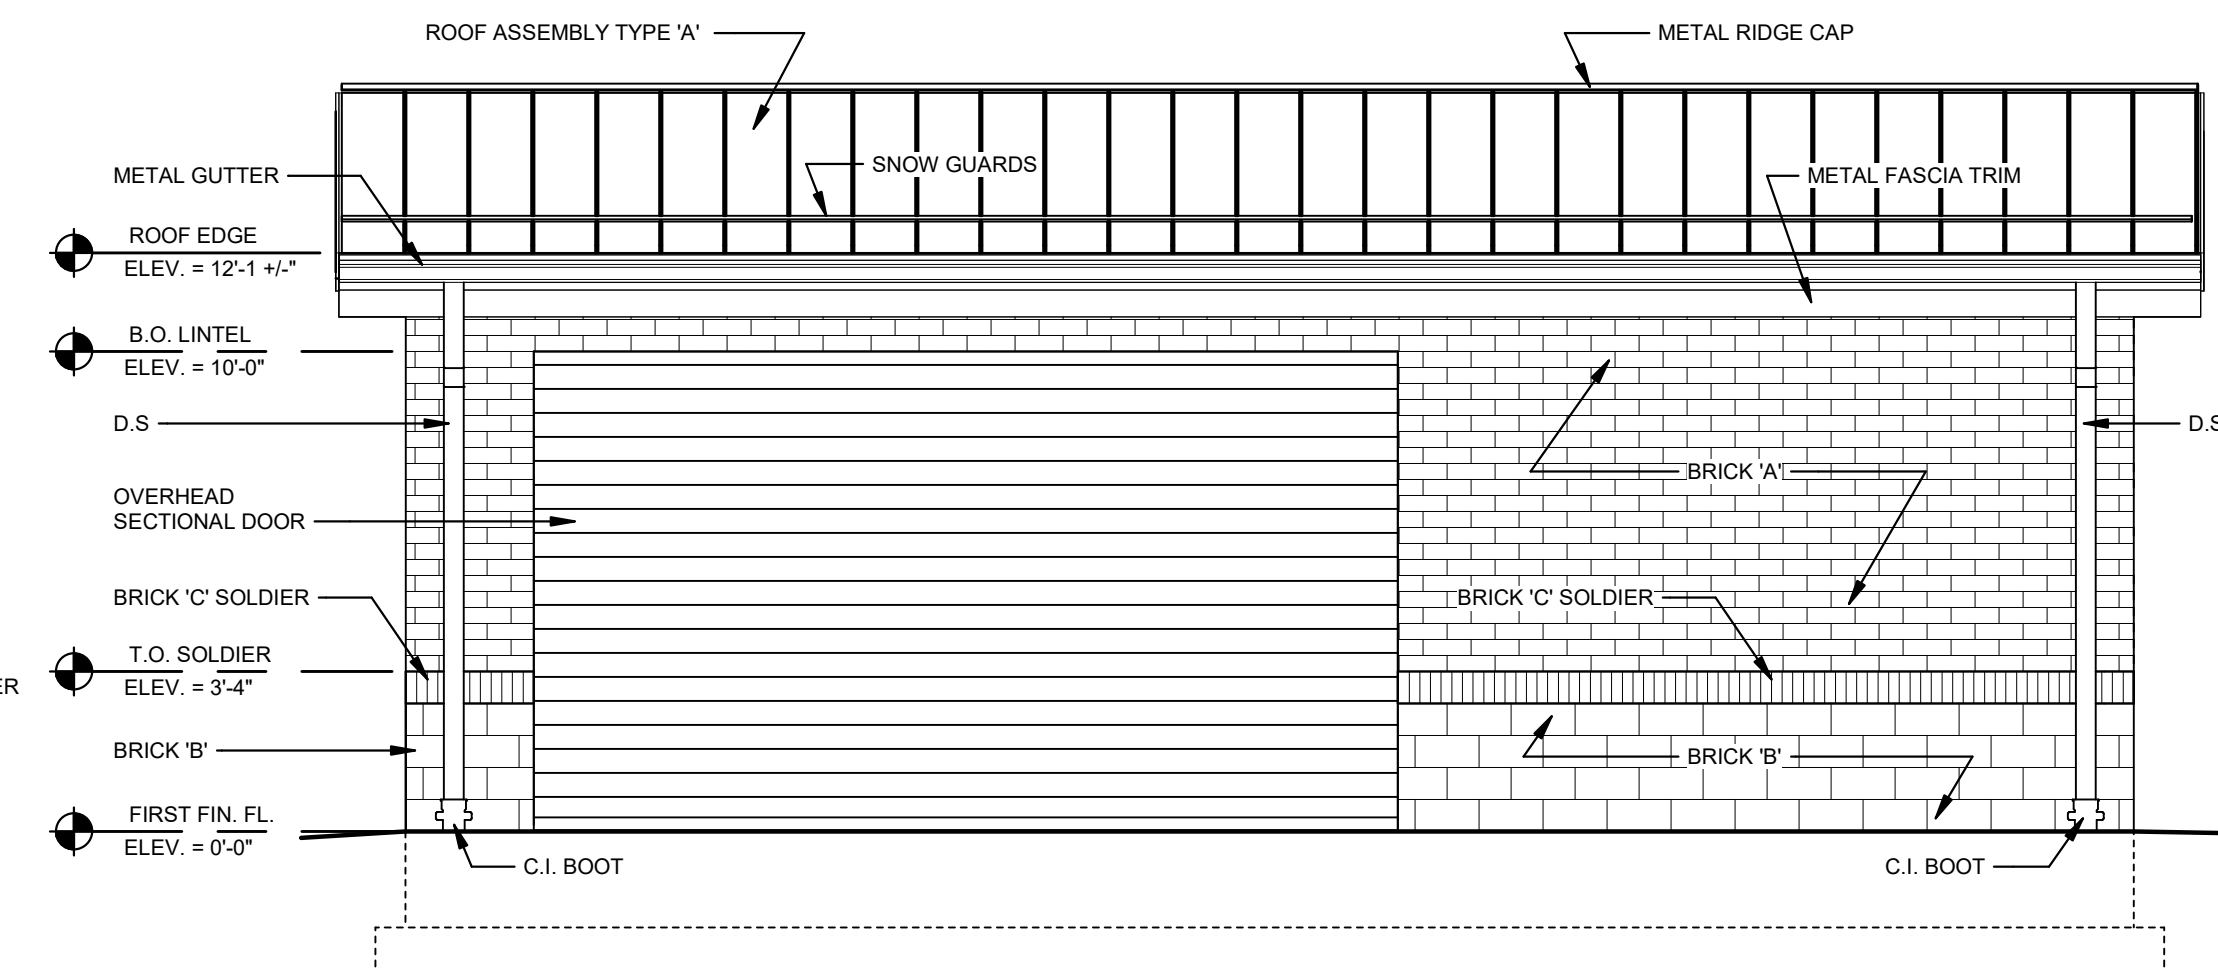 ROOF ASSEMBLY TYPE 'A'
METAL RIDGE CAP
SNOW GUARDS
METAL GUTTER
METAL FASCIA TRIM
ROOF EDGE
ELEV. = 12'-1 +/-"
B.O. LINTEL
ELEV. = 10'-0"
D.S
D.S
BRICK 'A'
OVERHEAD
SECTIONAL DOOR
BRICK 'C' SOLDIER
BRICK 'C' SOLDIER
T.O. SOLDIER
ELEV. = 3'-4"
ER
BRICK 'B'
BRICK 'B'
FIRST FIN. FL.
ELEV. = 0'-0"
C.I. BOOT
C.I. BOOT